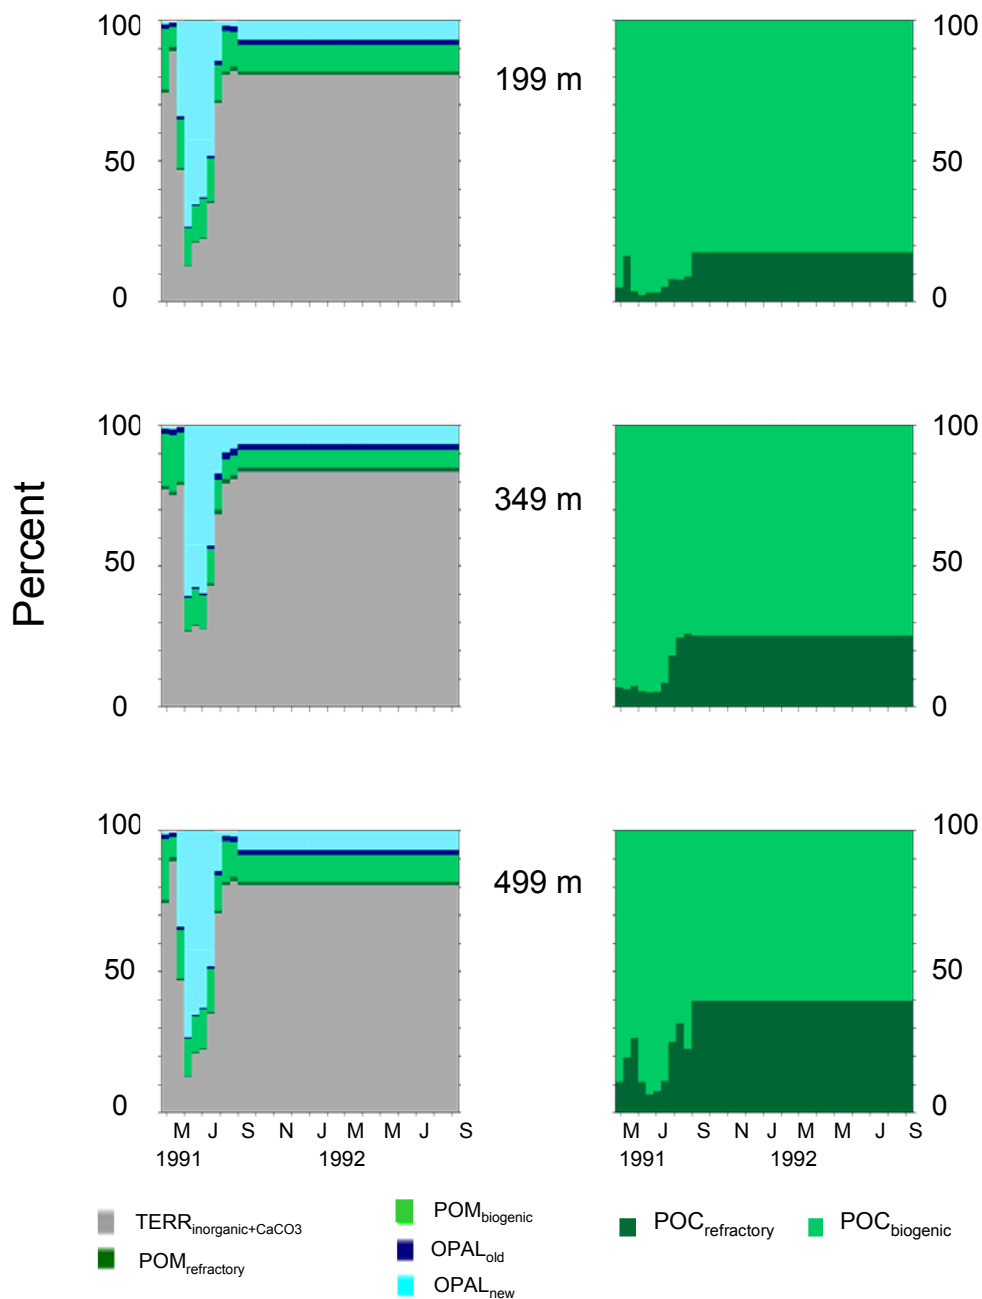 100
50
0
199 m
100
50
0
Percent
100
50
0
349 m
100
50
0
100
50
0
499 m
100
50
0
M J S N J M M J S
1991 1992
M J S N J M M J S
1991 1992
TERRinorganic+CaCO3
POMrefractory
POMbiogenic
OPALold
OPALnew
POCrefractory
POCbiogenic